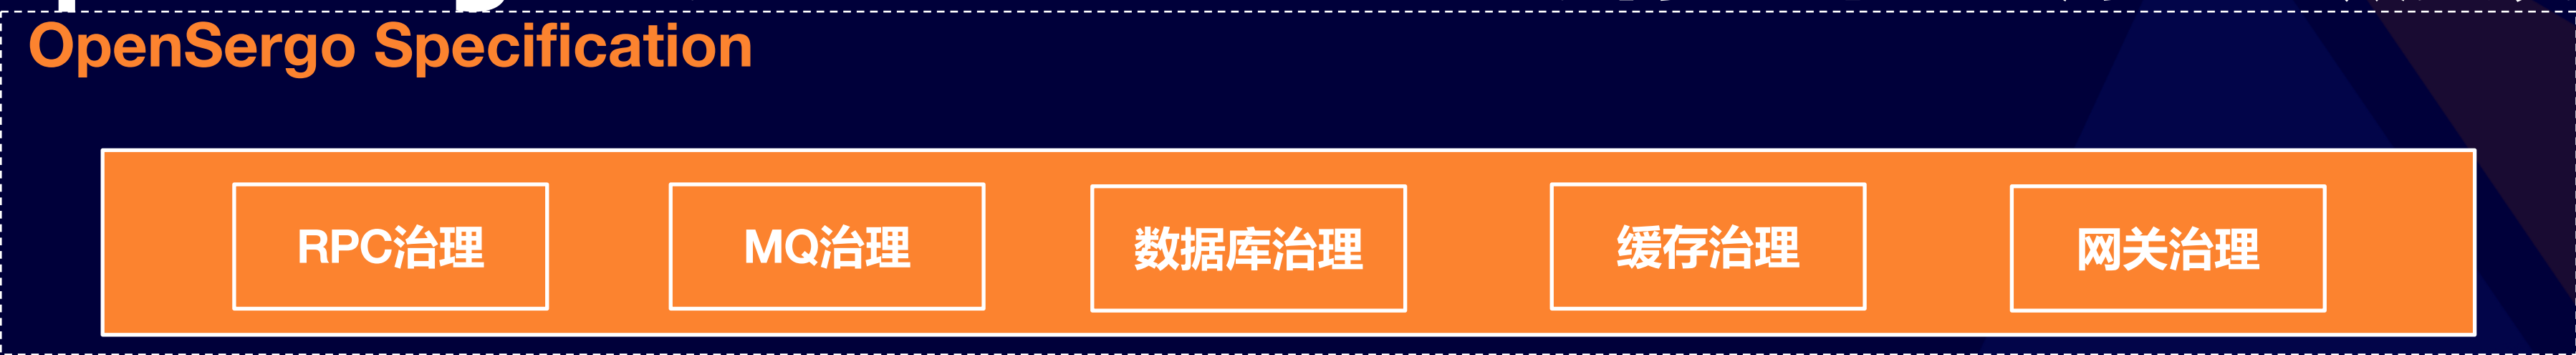 OpenSergo Specification
RPC治理
MQ治理
数据库治理
缓存治理
网关治理